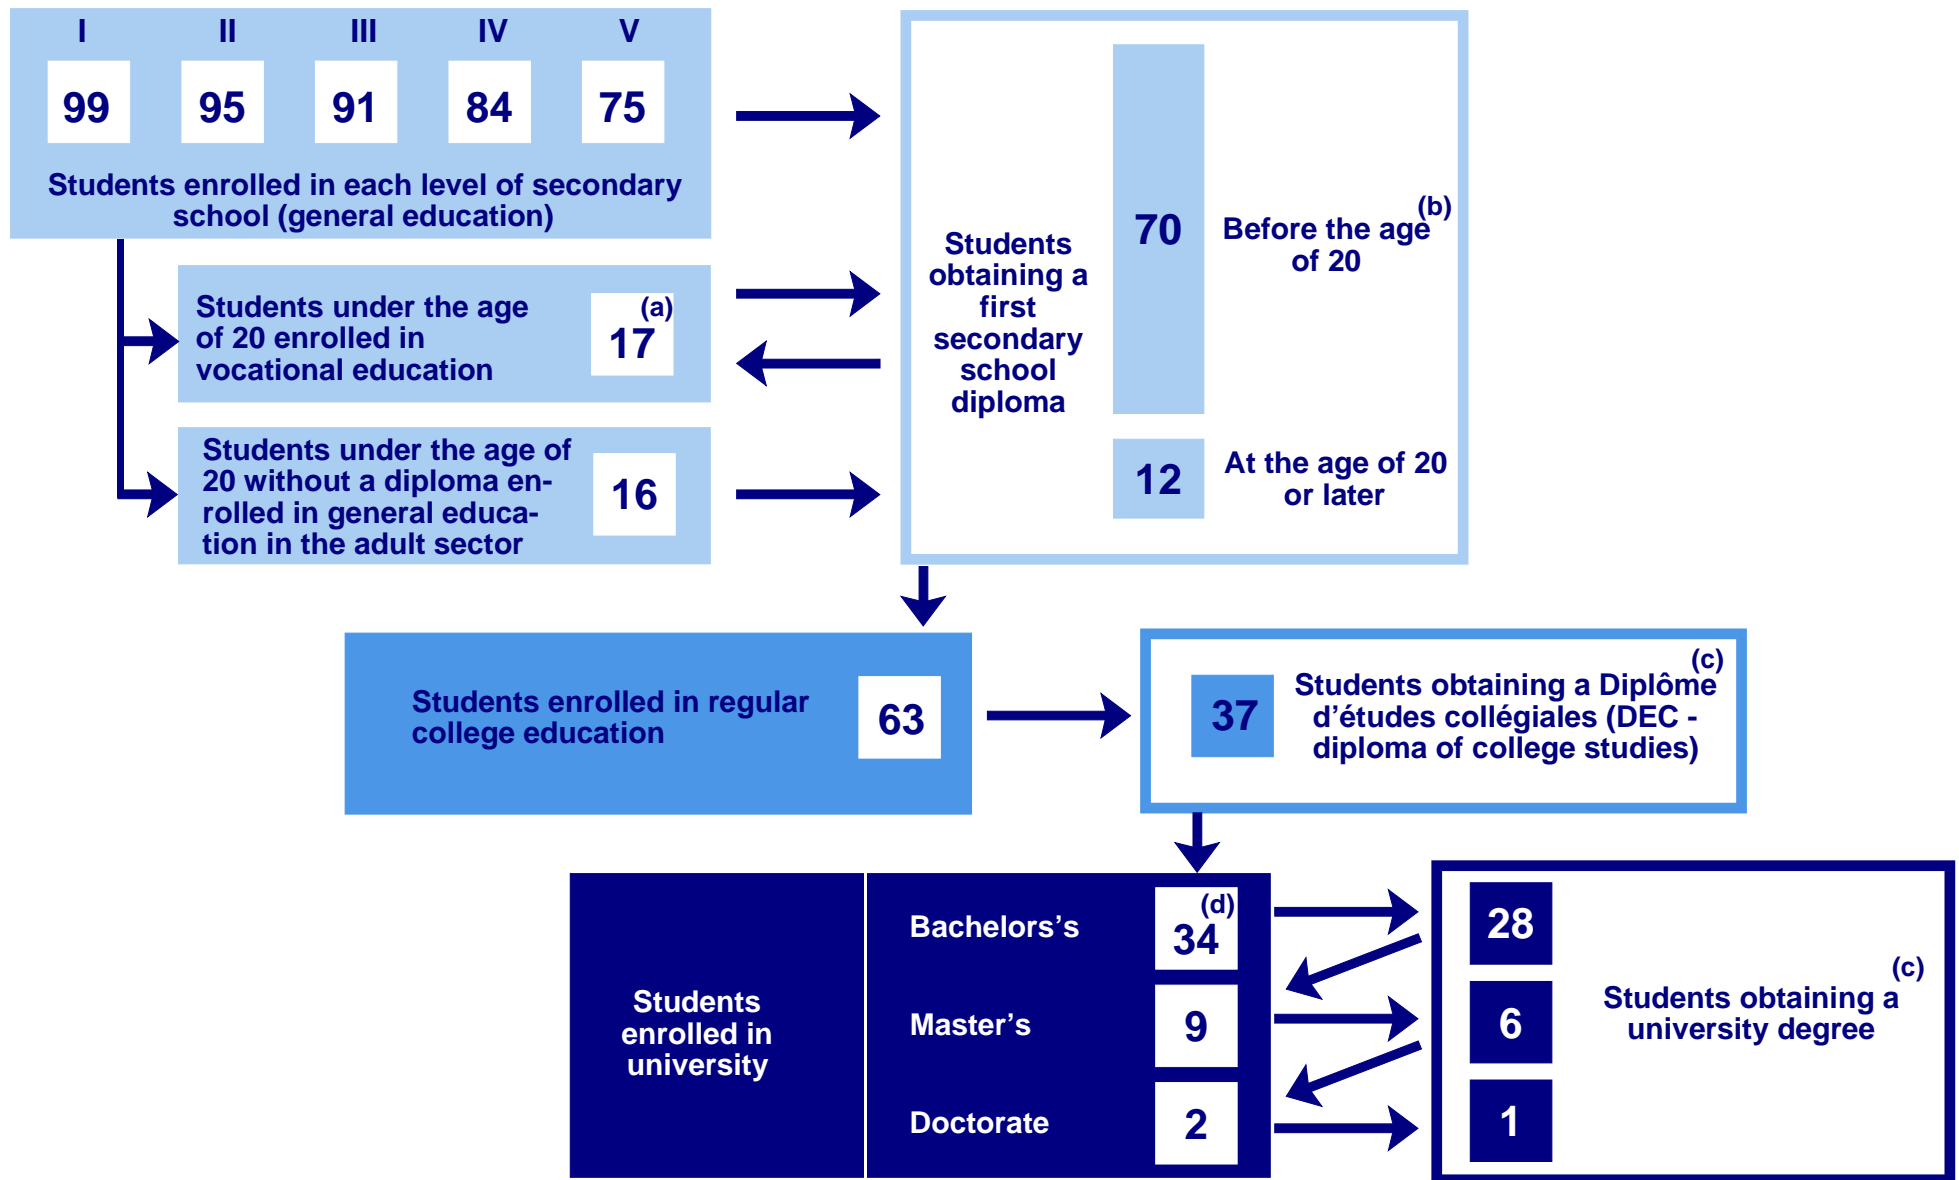 I II III IV V
99 95 91 84 75
Students enrolled in each level of secondary
school (general education)
Students under the age
of 20 enrolled in
vocational education
(a)
17
Students under the age of
20 without a diploma en-
rolled in general educa-
tion in the adult sector
16
Students
obtaining a
first
secondary
school
diploma
70
(b)
Before the age
of 20
12
At the age of 20
or later
Students enrolled in regular
college education
63
37
(c)
Students obtaining a Diplôme
d’études collégiales (DEC -
diploma of college studies)
Students
enrolled in
university
Bachelors's
(d)
34
Master’s
9
Doctorate
2
28
6
1
(c)
Students obtaining a
university degree